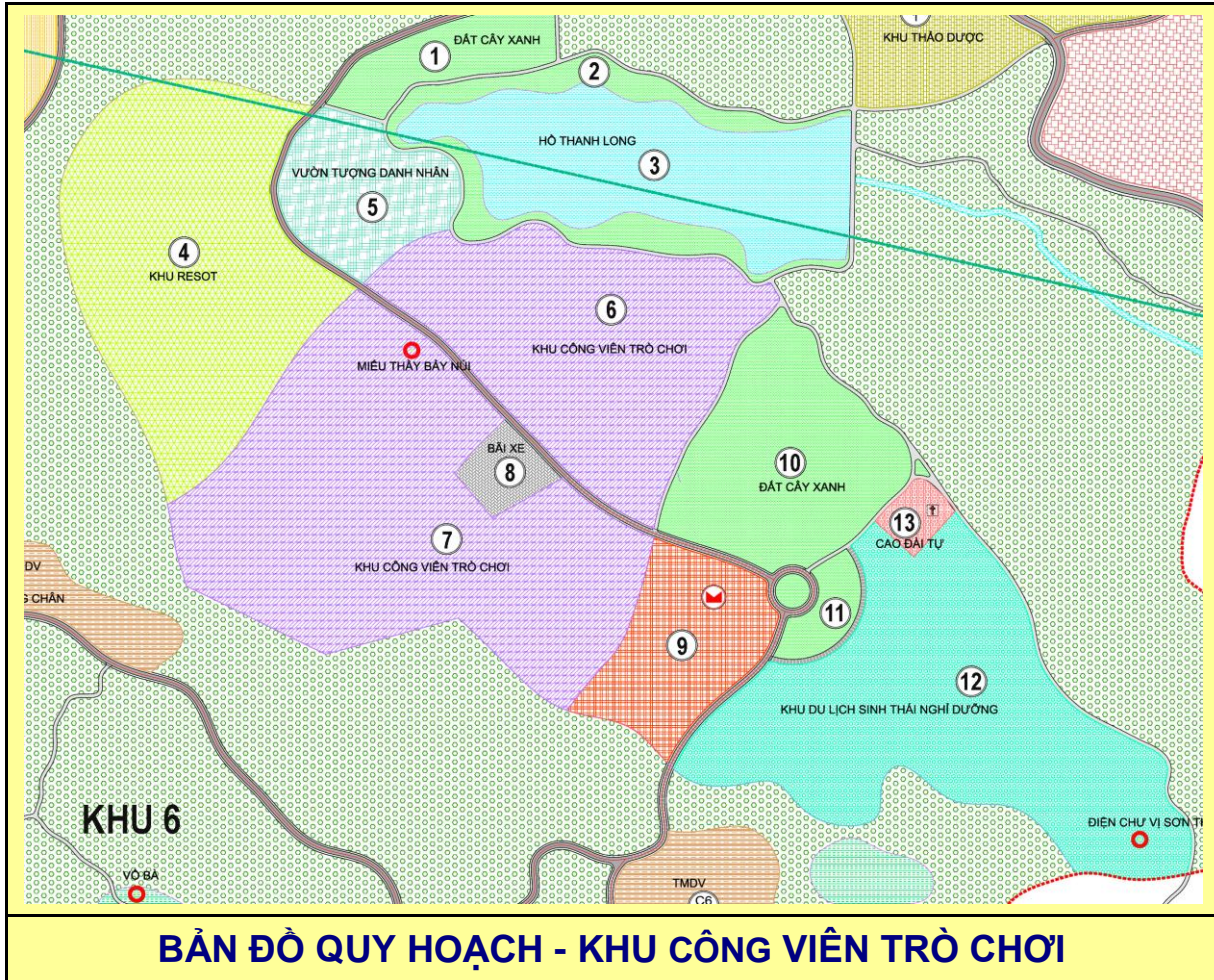 1
KHU THẢO DƯỢC
ĐẤT CÂY XANH
1
2
HỒ THANH LONG
3
VƯỜN TƯỢNG DANH NHÂN
5
4
KHU RESOT
6
KHU CÔNG VIÊN TRÒ CHƠI
MIẾU THẦY BẢY NÚI
BÃI XE
8
10
ĐẤT CÂY XANH
13
CAO ĐÀI TỰ
7
KHU CÔNG VIÊN TRÒ CHƠI
DV
G CHÂN
11
9
12
KHU DU LỊCH SINH THÁI NGHỈ DƯỠNG
KHU 6
ĐIỆN CHƯ VỊ SƠN
VỒ BÀ
TMDV
C6
BẢN ĐỒ QUY HOẠCH - KHU CÔNG VIÊN TRÒ CHƠI